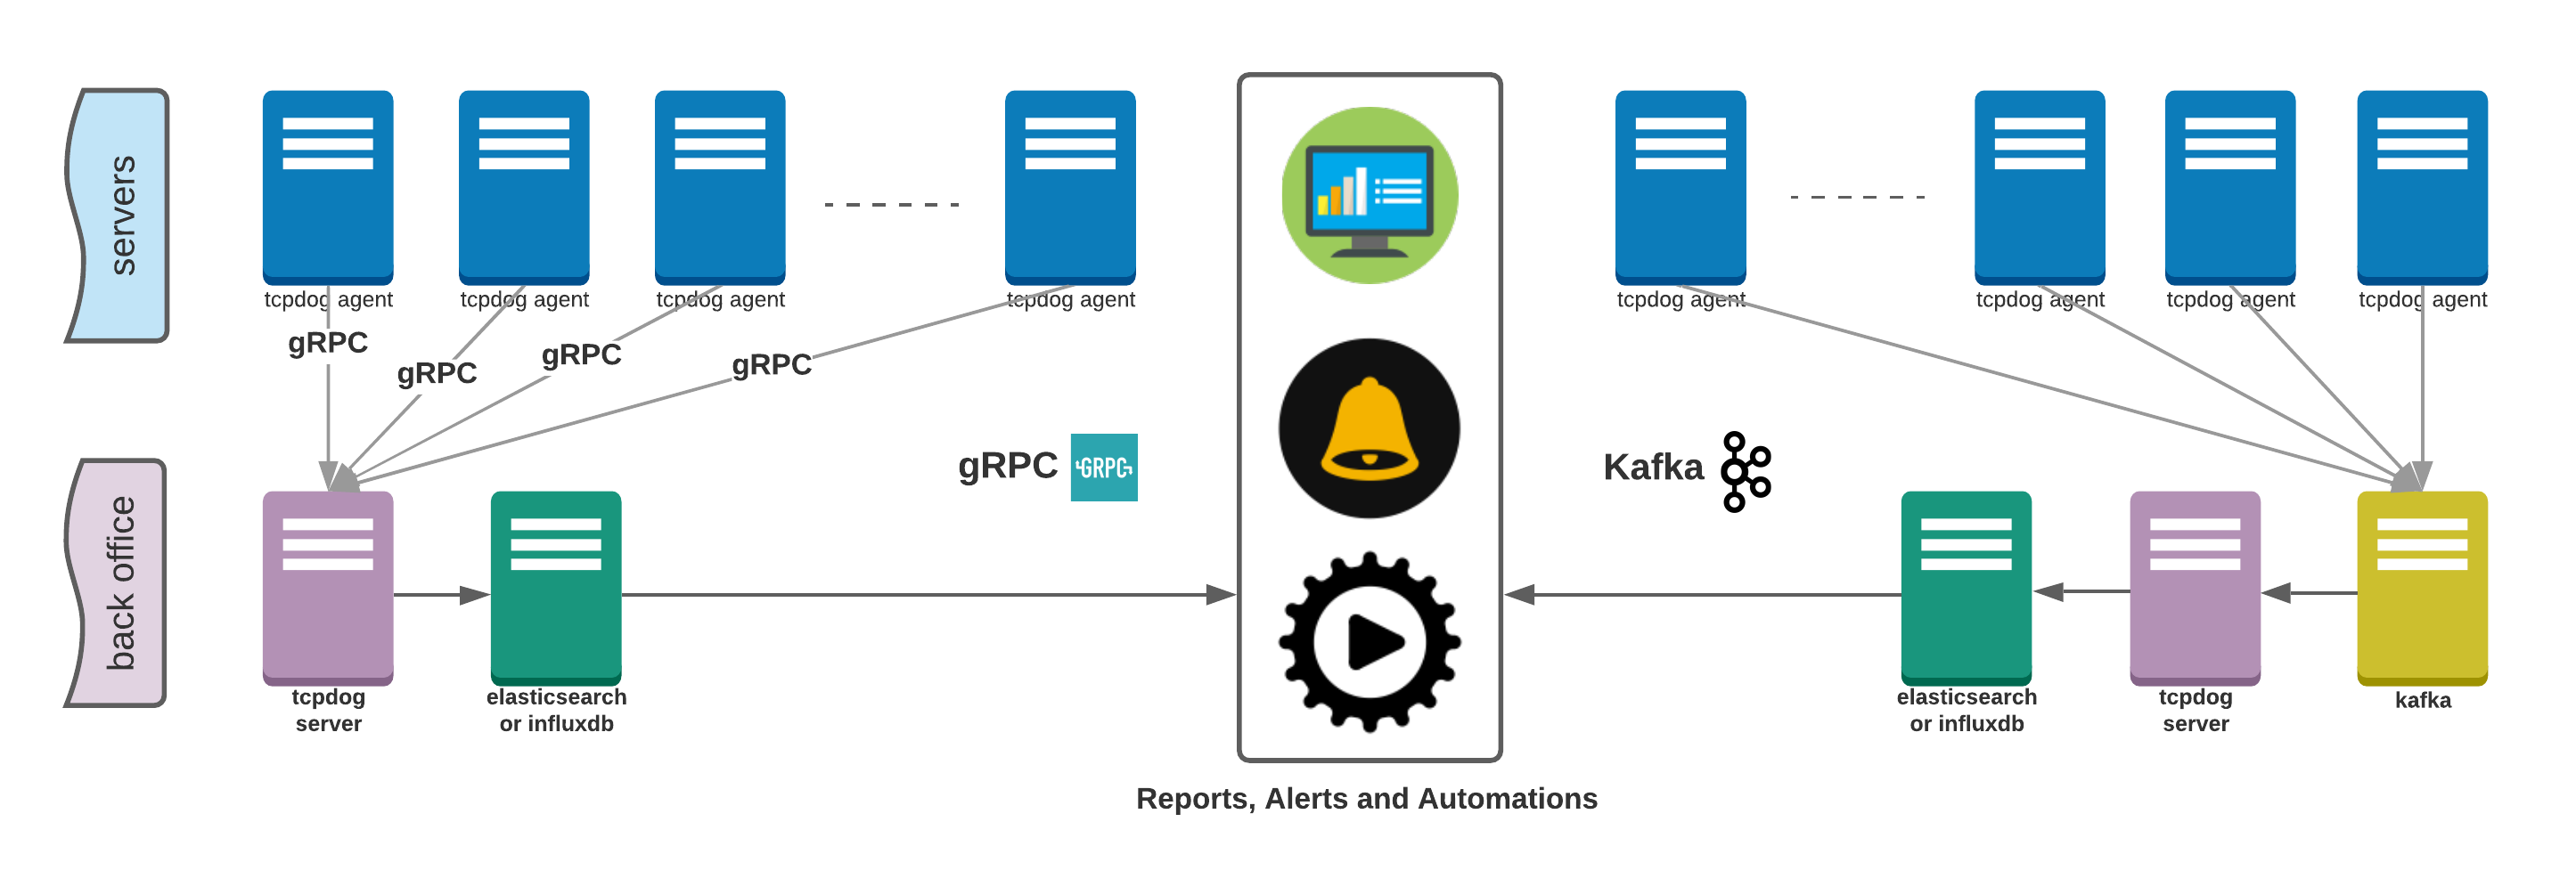 servers
tcpdog agent
tcpdog agent
tcpdog agent
tcpdog agent
tcpdog agent
tcpdog agent
tcpdog agent
tcpdog agent
gRPC
gRPC
gRPC
gRPC
gRPC
GRPC
Kafka
back office
tcpdog
server
elasticsearch
or influxdb
elasticsearch
or influxdb
tcpdog
server
kafka
Reports, Alerts and Automations